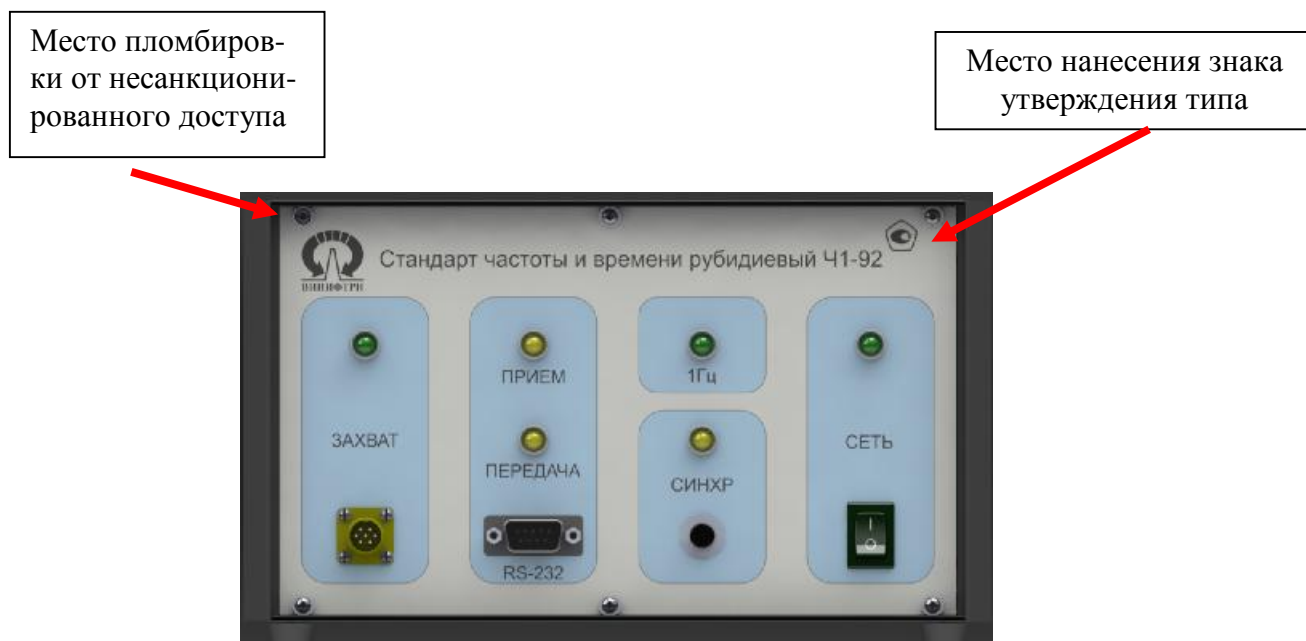 Место пломбиров-
ки от несанкциони-
рованного доступа
Место нанесения знака
утверждения типа
ВНИИФТРИ
Стандарт частоты и времени рубидиевый Ч1-92
ЗАХВАТ
ПРИЕМ
ПЕРЕДАЧА
RS-232
1Гц
СИНХР
СЕТЬ
I
O